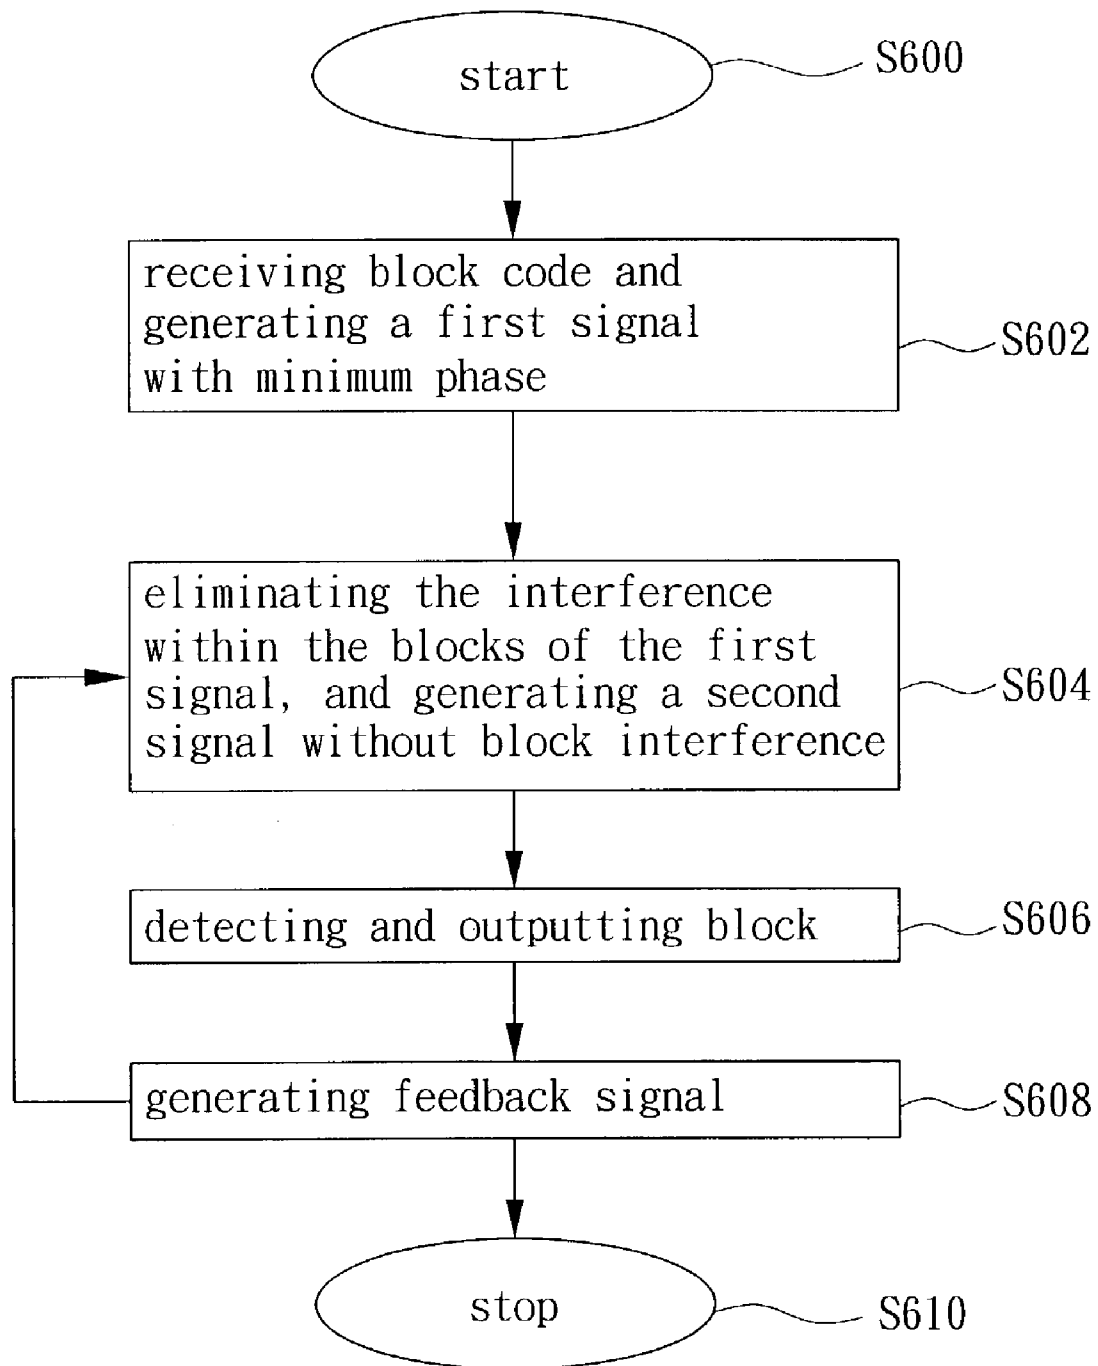 start
S600
receiving block code and
generating a first signal
with minimum phase
S602
eliminating the interference
within the blocks of the first
signal, and generating a second
signal without block interference
S604
detecting and outputting block
S606
generating feedback signal
S608
stop
S610